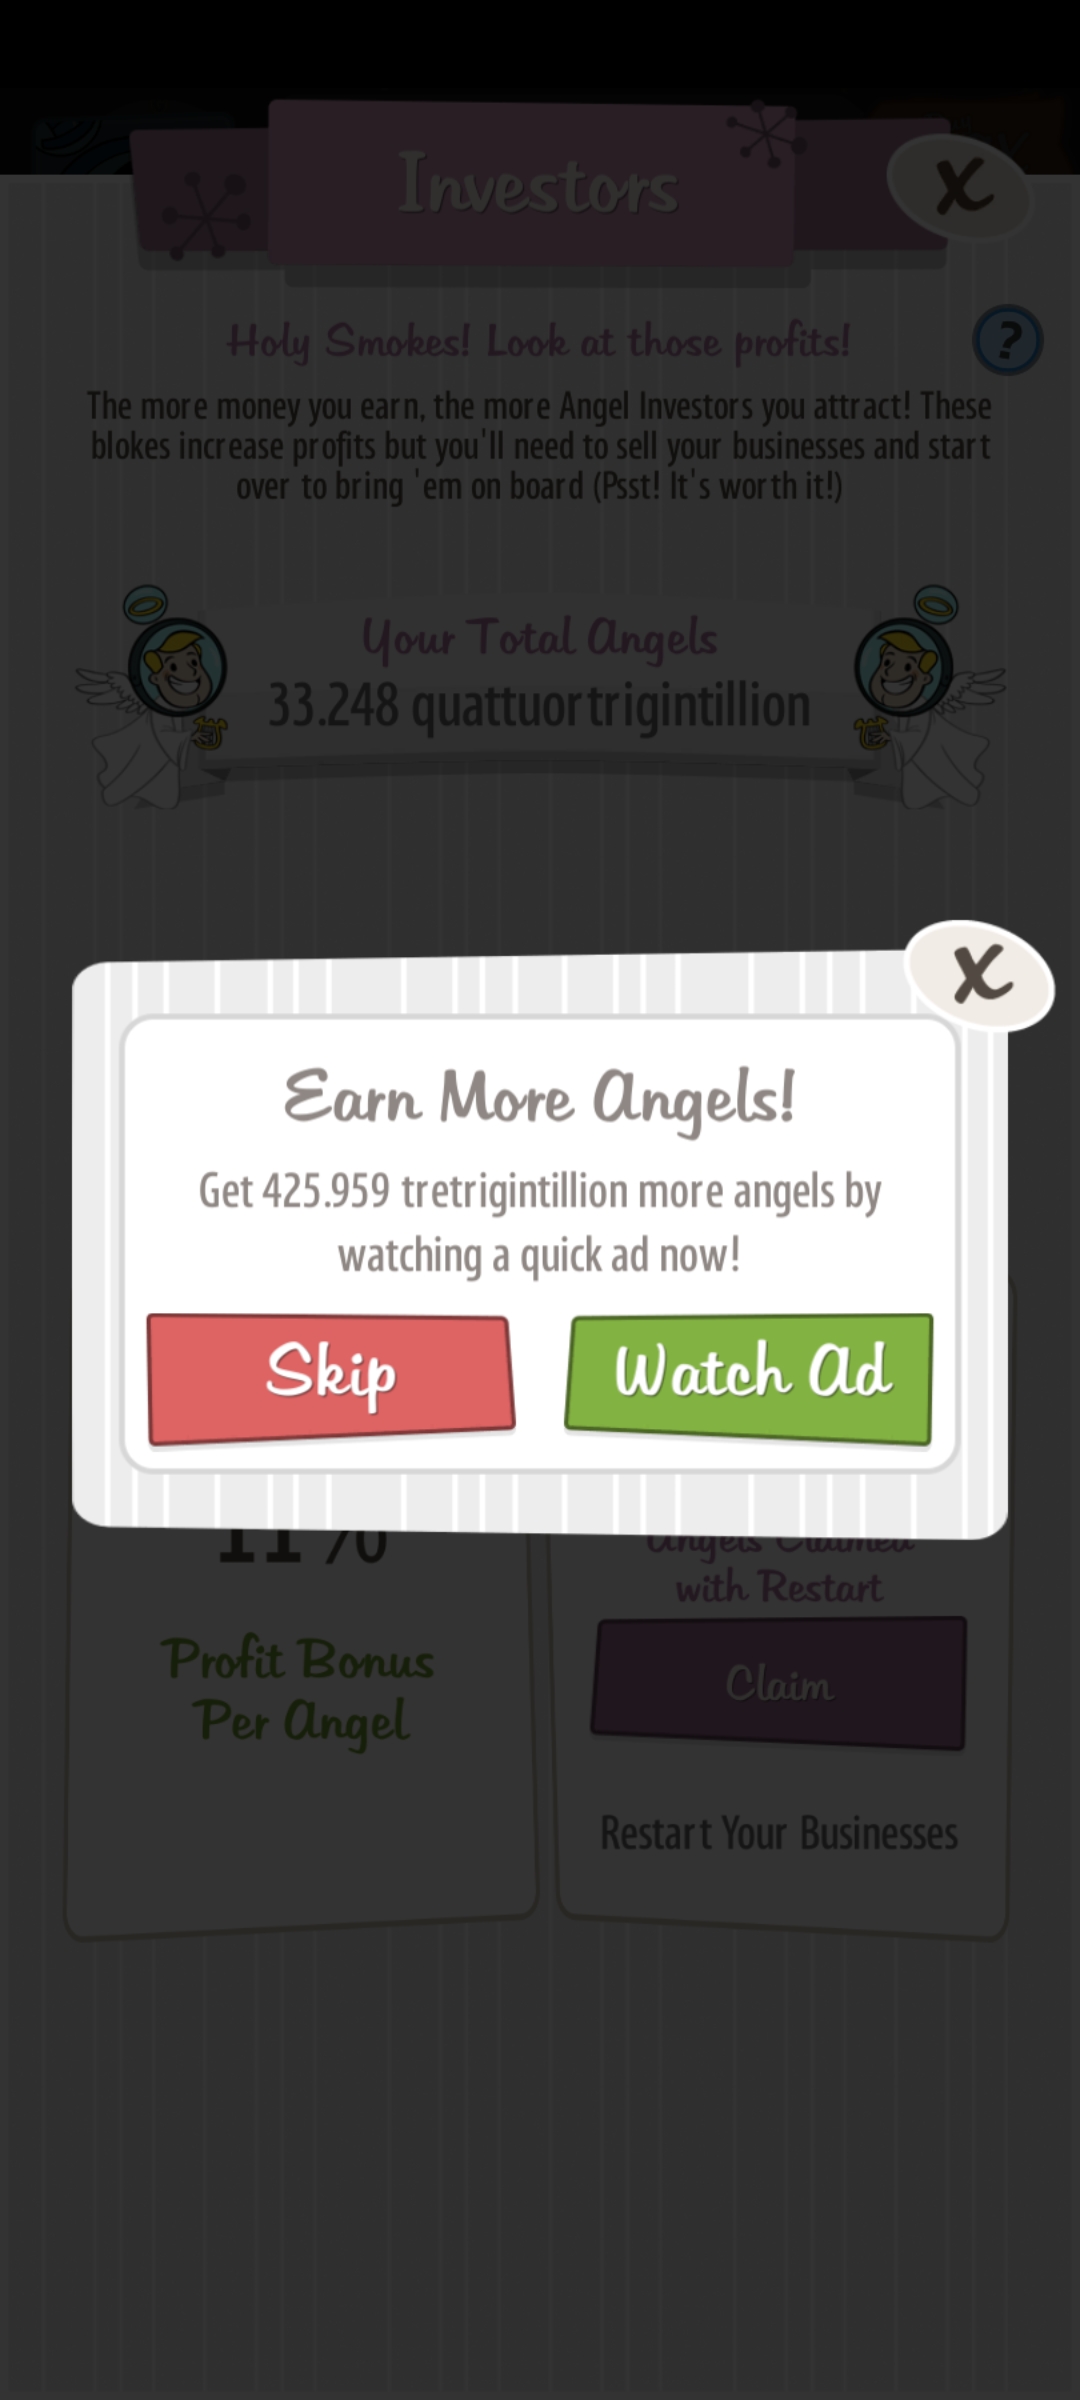 Investors
X
Holy Smokes! Look at those profits!
?
The more money you earn, the more Angel Investors you attract! These
blokes increase profits but you'll need to sell your businesses and start
over to bring 'em on board (Psst! It's worth it!)
Your Total Angels
33.248 quattuortrigintillion
X
Earn More Angels!
Get 425.959 tretrigintillion more angels by
watching a quick ad now!
Skip
Watch Ad
11%
Profit Bonus
Per Angel
Angels Claimed
with Restart
Claim
Restart Your Businesses